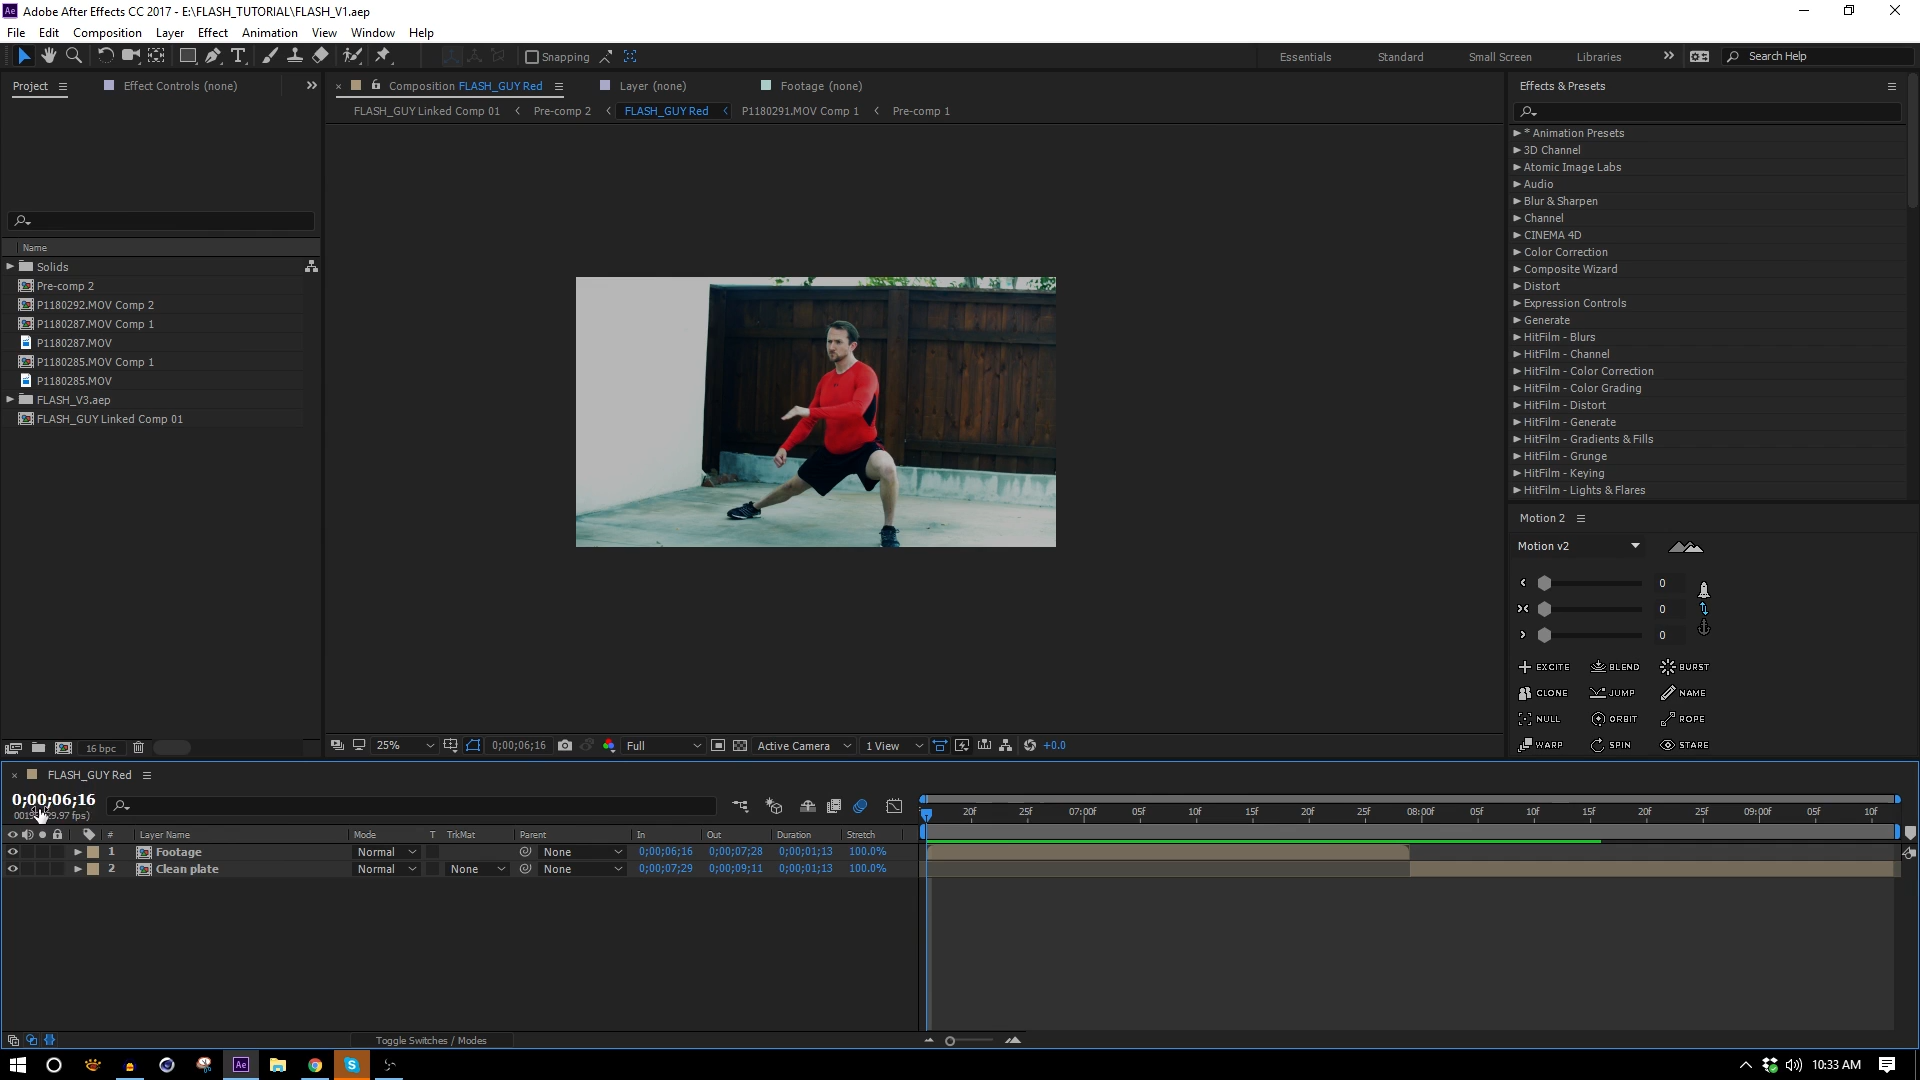 Adobe After Effects CC 2017 - E:\FLASH_TUTORIAL\FLASH_V1.aep
File Edit Composition Layer Effect Animation View Window Help
Snapping
Essentials Standard Small Screen Libraries Search Help
Project Effect Controls (none)
Composition FLASH_GUY Red Layer (none) Footage (none)
FLASH_GUY Linked Comp 01 Pre-comp 2 FLASH_GUY Red P1180291.MOV Comp 1 Pre-comp 1
Name
Solids
Pre-comp 2
P1180292.MOV Comp 2
P1180287.MOV Comp 1
P1180287.MOV
P1180285.MOV Comp 1
P1180285.MOV
FLASH_V3.aep
FLASH_GUY Linked Comp 01
16 bpc
25% 0;00;06;16 Full Active Camera 1 View +0.0
Effects & Presets
* Animation Presets
3D Channel
Atomic Image Labs
Audio
Blur & Sharpen
Channel
CINEMA 4D
Color Correction
Composite Wizard
Distort
Expression Controls
Generate
HitFilm - Blurs
HitFilm - Channel
HitFilm - Color Correction
HitFilm - Color Grading
HitFilm - Distort
HitFilm - Generate
HitFilm - Gradients & Fills
HitFilm - Grunge
HitFilm - Keying
HitFilm - Lights & Flares
Motion 2
Motion v2
0
0
0
EXCITE BLEND BURST
CLONE JUMP NAME
NULL ORBIT ROPE
WARP SPIN STARE
FLASH_GUY Red
0;00;06;16
29.97 fps)
# Layer Name Mode T TrkMat Parent In Out Duration Stretch
1 Footage Normal None 0;00;06;16 0;00;07;28 0;00;01;13 100.0%
2 Clean plate Normal None None 0;00;07;29 0;00;09;11 0;00;01;13 100.0%
20f 25f 07:00f 05f 10f 15f 20f 25f 08:00f 05f 10f 15f 20f 25f 09:00f 05f 10f
Toggle Switches / Modes
Ae
10:33 AM